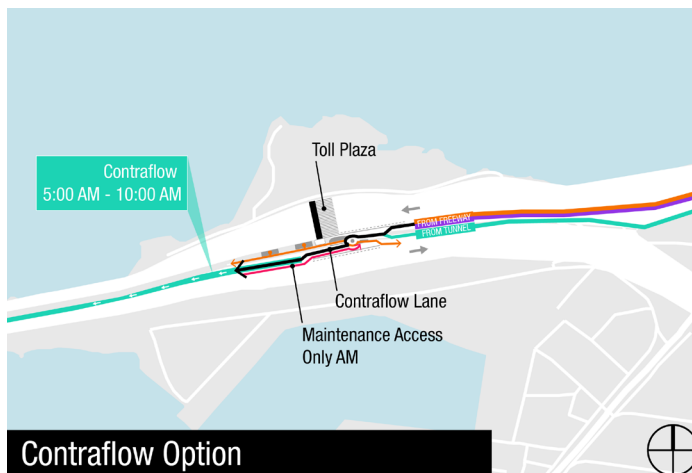 Toll Plaza
Contraflow
5:00 AM - 10:00 AM
FROM FREEWAY
FROM TUNNEL
Contraflow Lane
Maintenance Access
Only AM
Contraflow Option